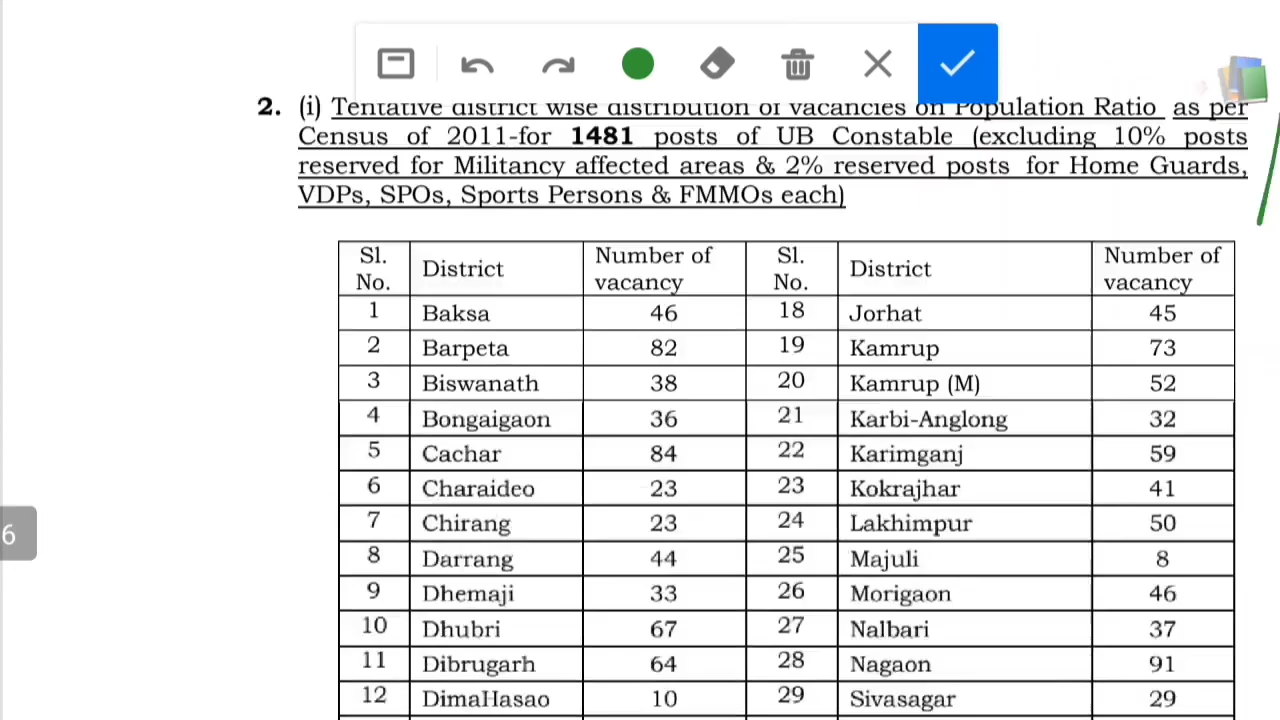 2. (i) Tentative district wise distribution of vacancies on Population Ratio as per
Census of 2011-for 1481 posts of UB Constable (excluding 10% posts
reserved for Militancy affected areas & 2% reserved posts for Home Guards,
VDPs, SPOs, Sports Persons & FMMOs each)
Sl. No. District Number of vacancy Sl. No. District Number of vacancy
1 Baksa 46 18 Jorhat 45
2 Barpeta 82 19 Kamrup 73
3 Biswanath 38 20 Kamrup (M) 52
4 Bongaigaon 36 21 Karbi-Anglong 32
5 Cachar 84 22 Karimganj 59
6 Charaideo 23 23 Kokrajhar 41
7 Chirang 23 24 Lakhimpur 50
8 Darrang 44 25 Majuli 8
9 Dhemaji 33 26 Morigaon 46
10 Dhubri 67 27 Nalbari 37
11 Dibrugarh 64 28 Nagaon 91
12 DimaHasao 10 29 Sivasagar 29
6